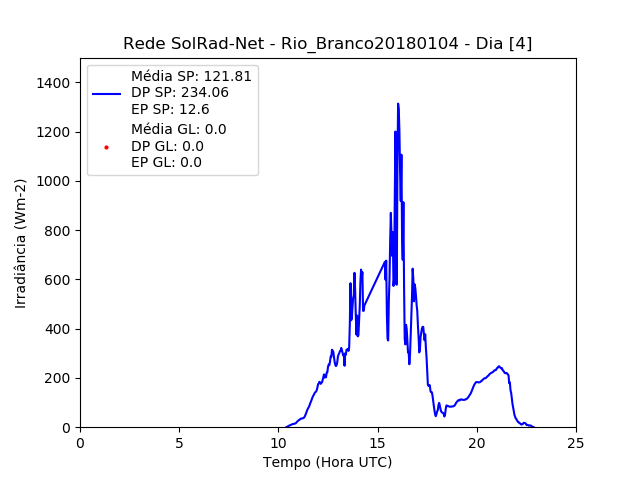 Rede SolRad-Net - Rio_Branco20180104 - Dia [4]
Média SP: 121.81
DP SP: 234.06
EP SP: 12.6
Média GL: 0.0
DP GL: 0.0
EP GL: 0.0
Irradiância (Wm-2)
1400
1200
1000
800
600
400
200
0
0 5 10 15 20 25
Tempo (Hora UTC)